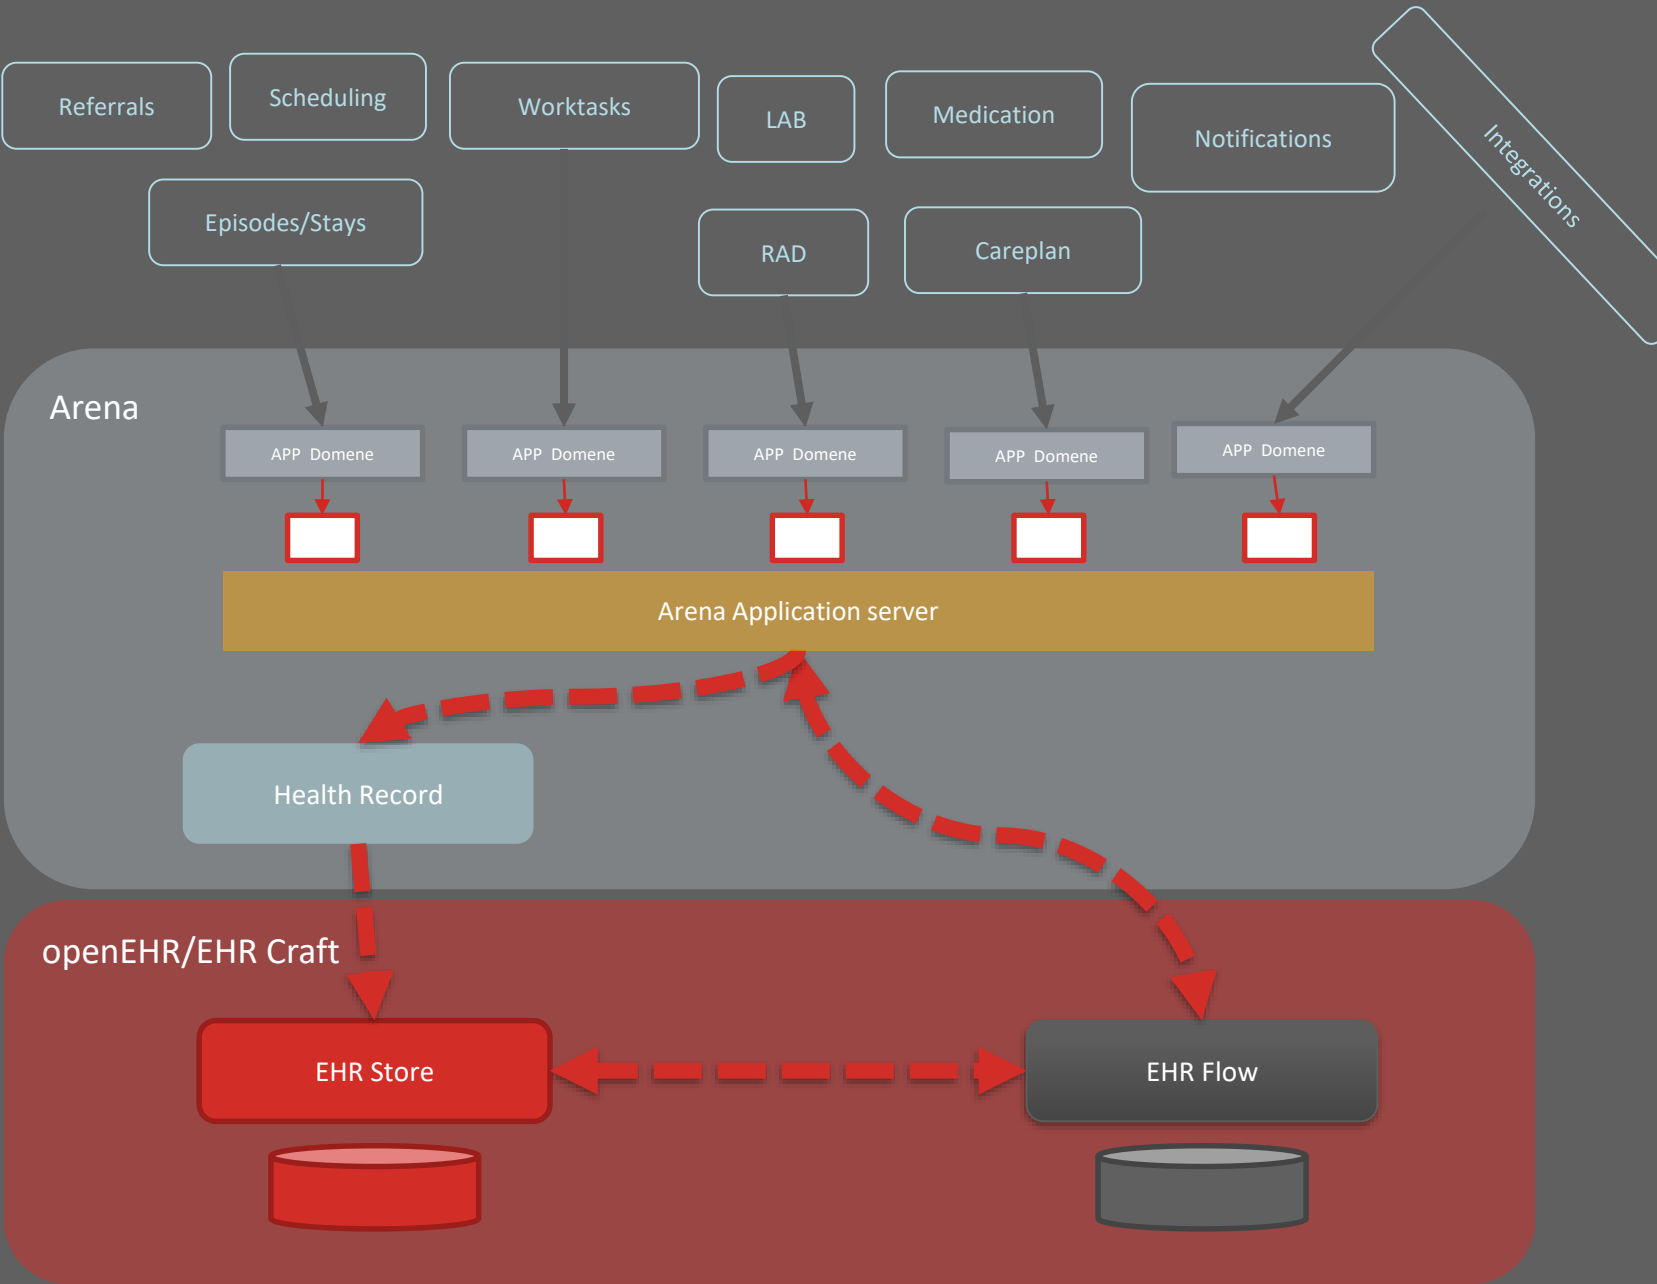 Referrals
Scheduling
Worktasks
LAB
Medication
Notifications
Integrations
Episodes/Stays
RAD
Careplan
Arena
APP Domene
APP Domene
APP Domene
APP Domene
APP Domene
Arena Application server
Health Record
openEHR/EHR Craft
EHR Store
EHR Flow